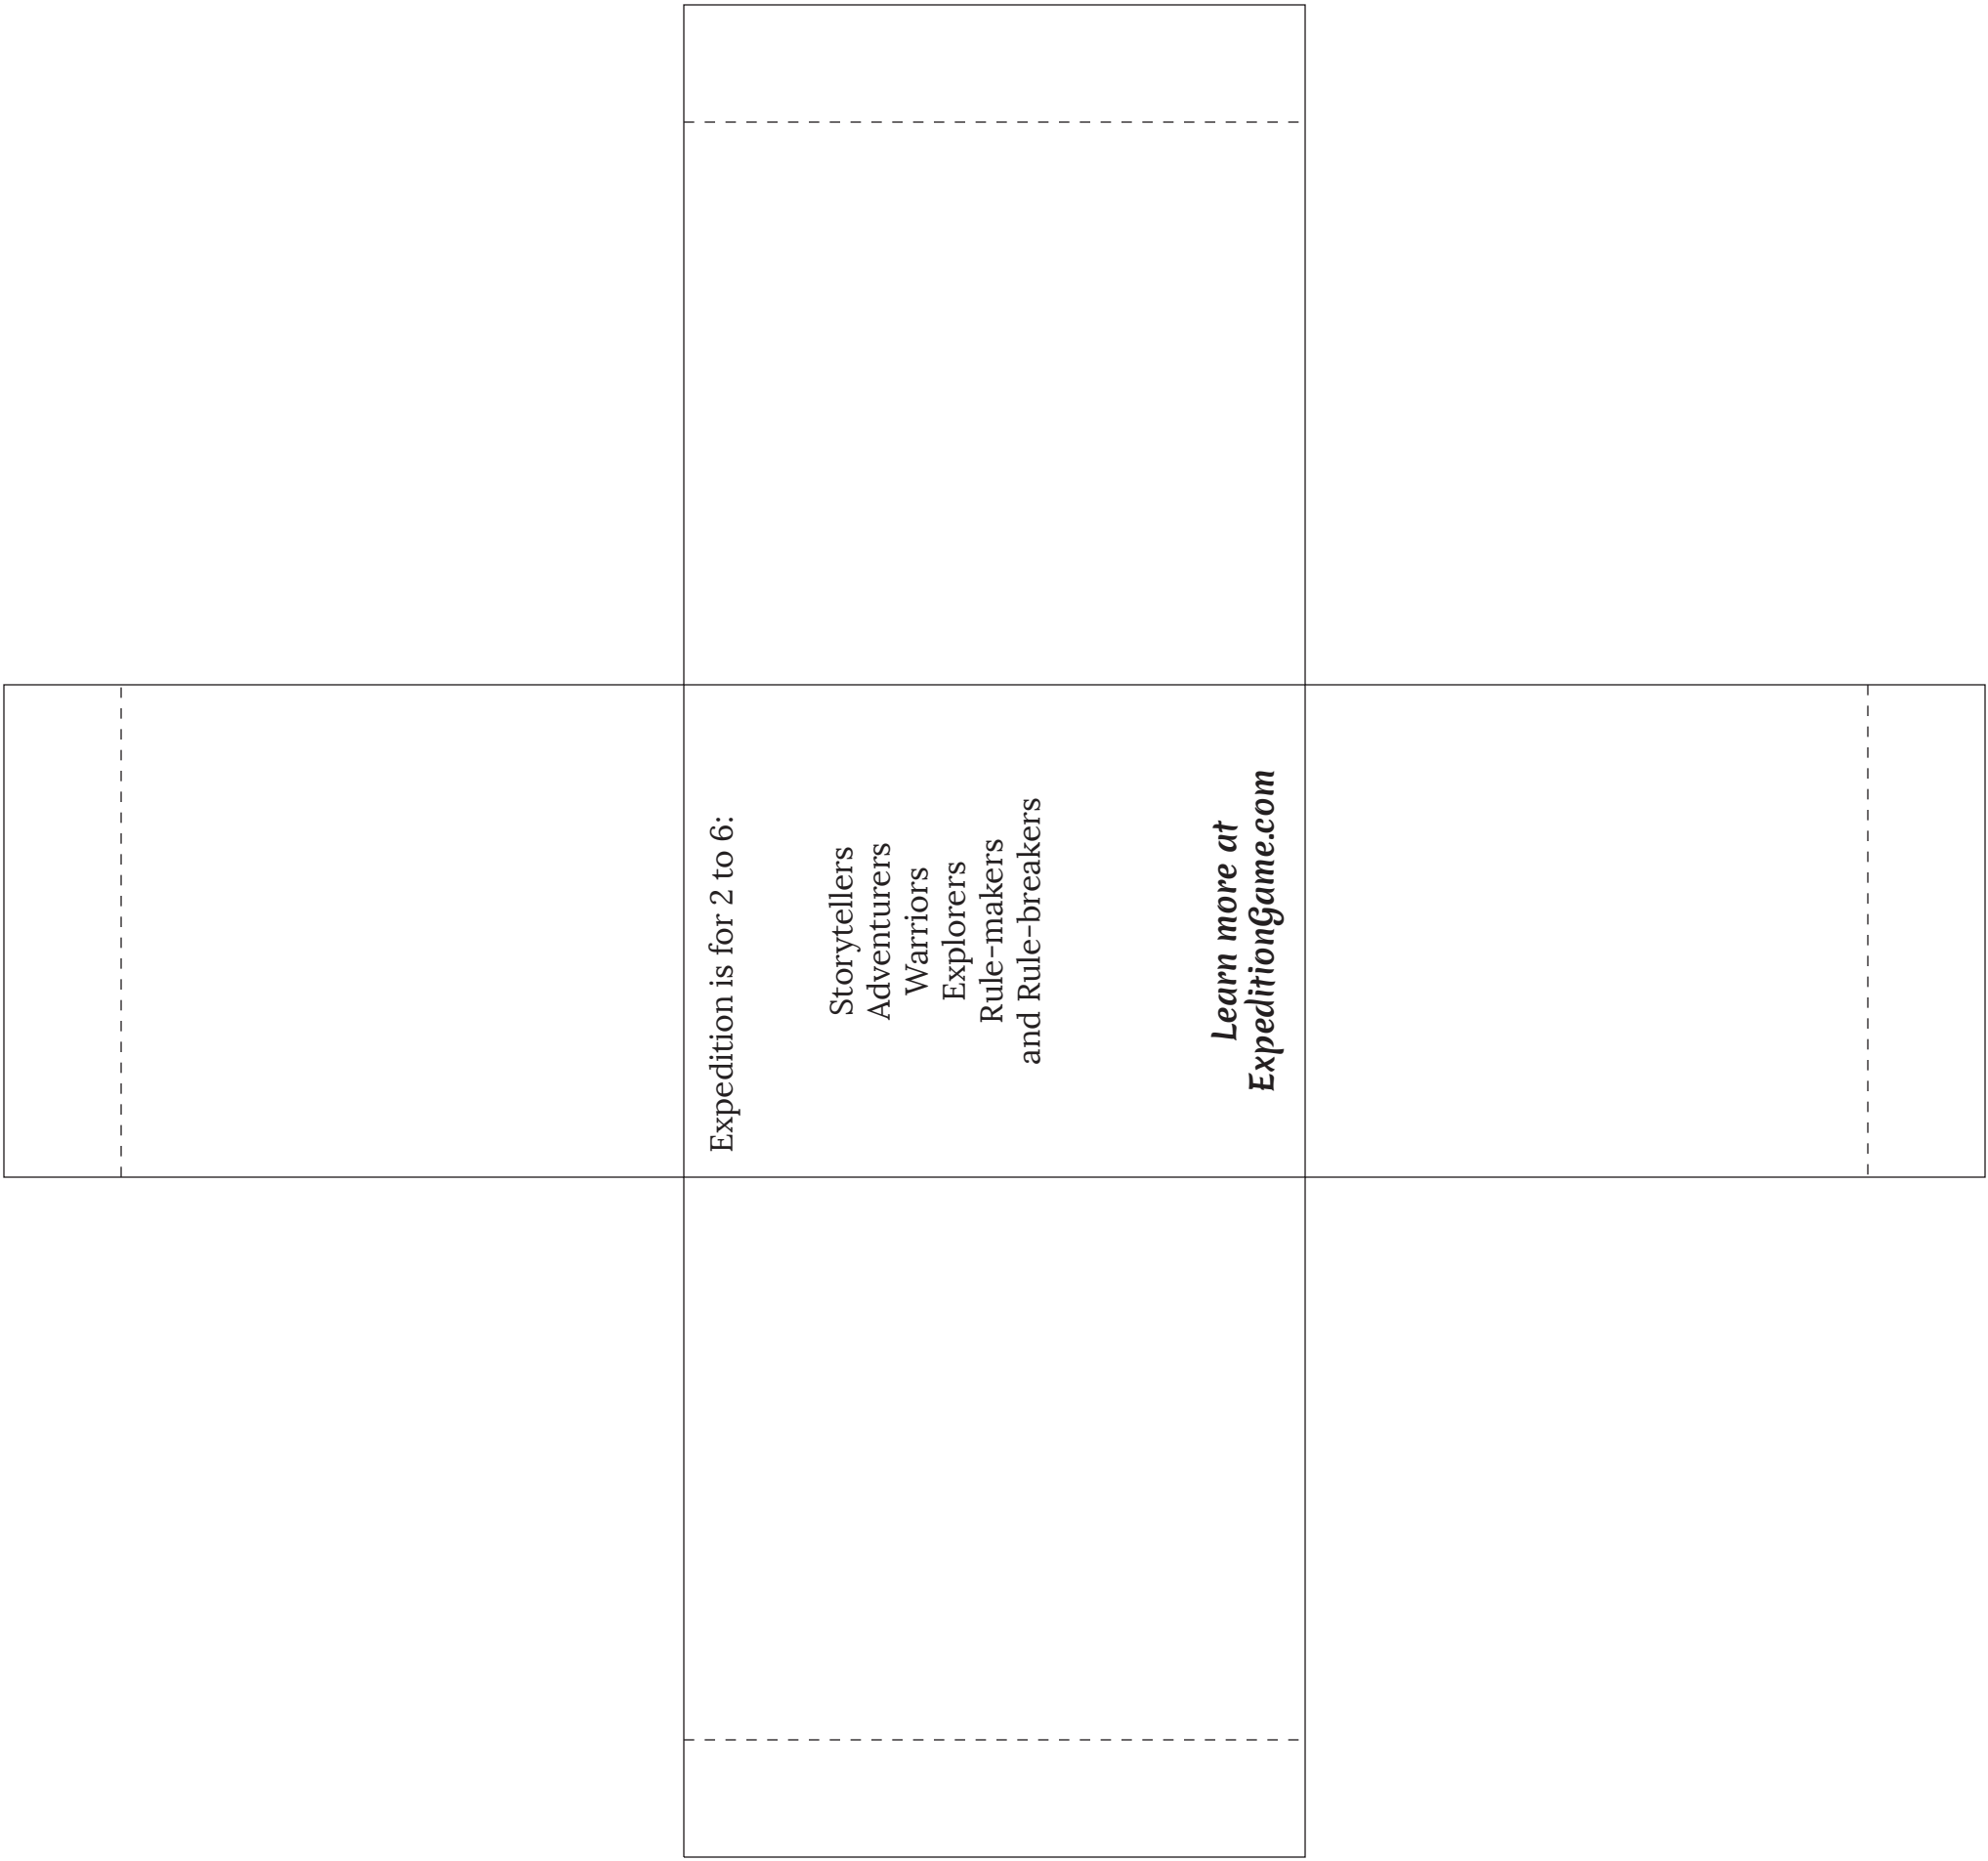 Expedition is for 2 to 6:
Storytellers
Adventurers
Warriors
Explorers
Rule-makers
and Rule-breakers
Learn more at
ExpeditionGame.com